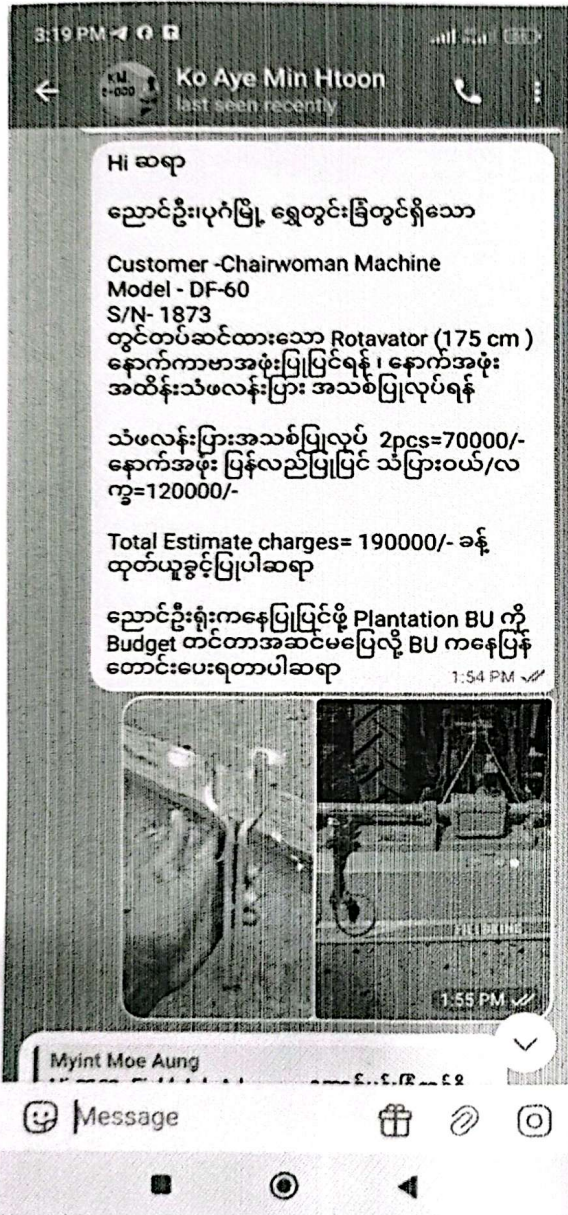 3:19 PM
Ko Aye Min Htoon
last seen recently
Hi ဆရာ
ညောင်ဦး၊ပုဂံမြို့ ရွှေတွင်းခြံတွင်ရှိသော
Customer -Chairwoman Machine
Model - DF-60
S/N- 1873
တွင်တပ်ဆင်ထားသော Rotavator (175 cm )
နောက်ကာဗာအဖုံးပြုပြင်ရန် ၊ နောက်အဖုံး
အထိန်းသံဖလန်းပြား အသစ်ပြုလုပ်ရန်
သံဖလန်းပြားအသစ်ပြုလုပ် 2pcs=70000/-
နောက်အဖုံး ပြန်လည်ပြုပြင် သံပြားဝယ်/လ
က္ခ=120000/-
Total Estimate charges= 190000/- ခန့်
ထုတ်ယူခွင့်ပြုပါဆရာ
ညောင်ဦးရုံးကနေပြုပြင်ဖို့ Plantation BU ကို
Budget တင်တာအဆင်မပြေလို့ BU ကနေပြန်
တောင်းပေးရတာပါဆရာ
1:54 PM
FIELDKING
1:55 PM
Myint Moe Aung
Message